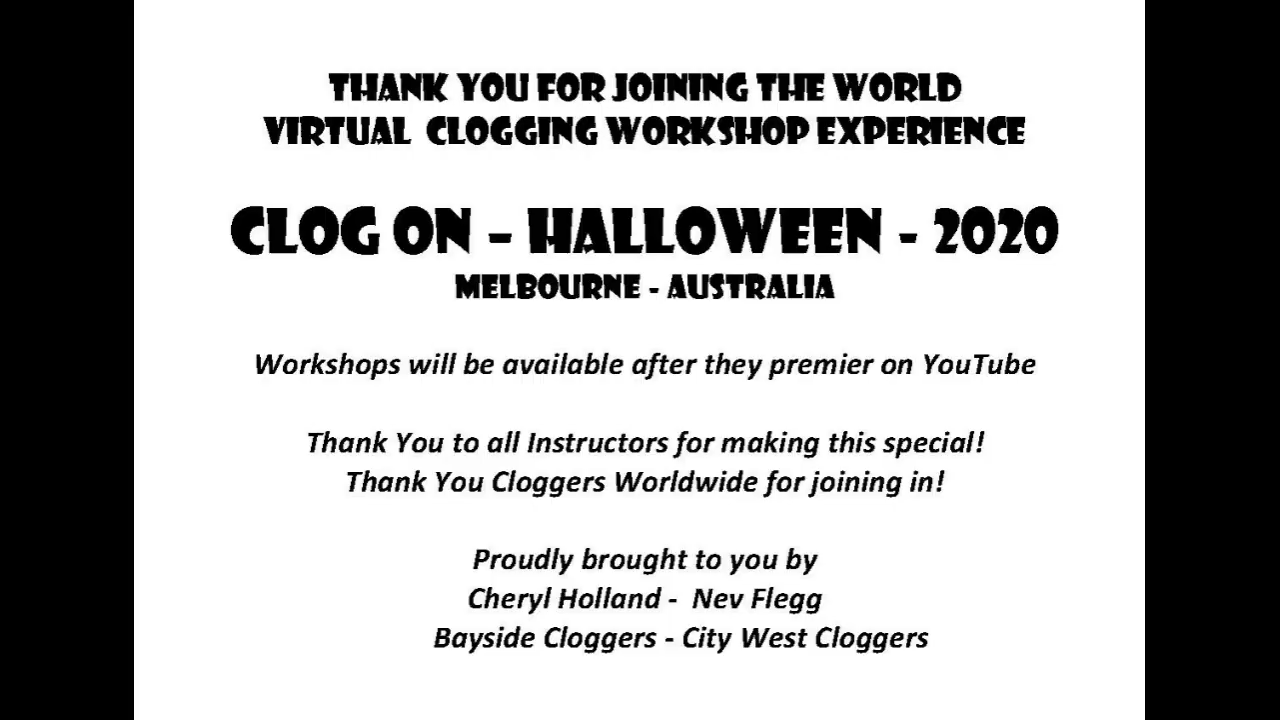 THANK YOU FOR JOINING THE WORLD
VIRTUAL CLOGGING WORKSHOP EXPERIENCE
CLOG ON – HALLOWEEN - 2020
MELBOURNE - AUSTRALIA
Workshops will be available after they premier on YouTube
Thank You to all Instructors for making this special!
Thank You Cloggers Worldwide for joining in!
Proudly brought to you by
Cheryl Holland - Nev Flegg
Bayside Cloggers - City West Cloggers